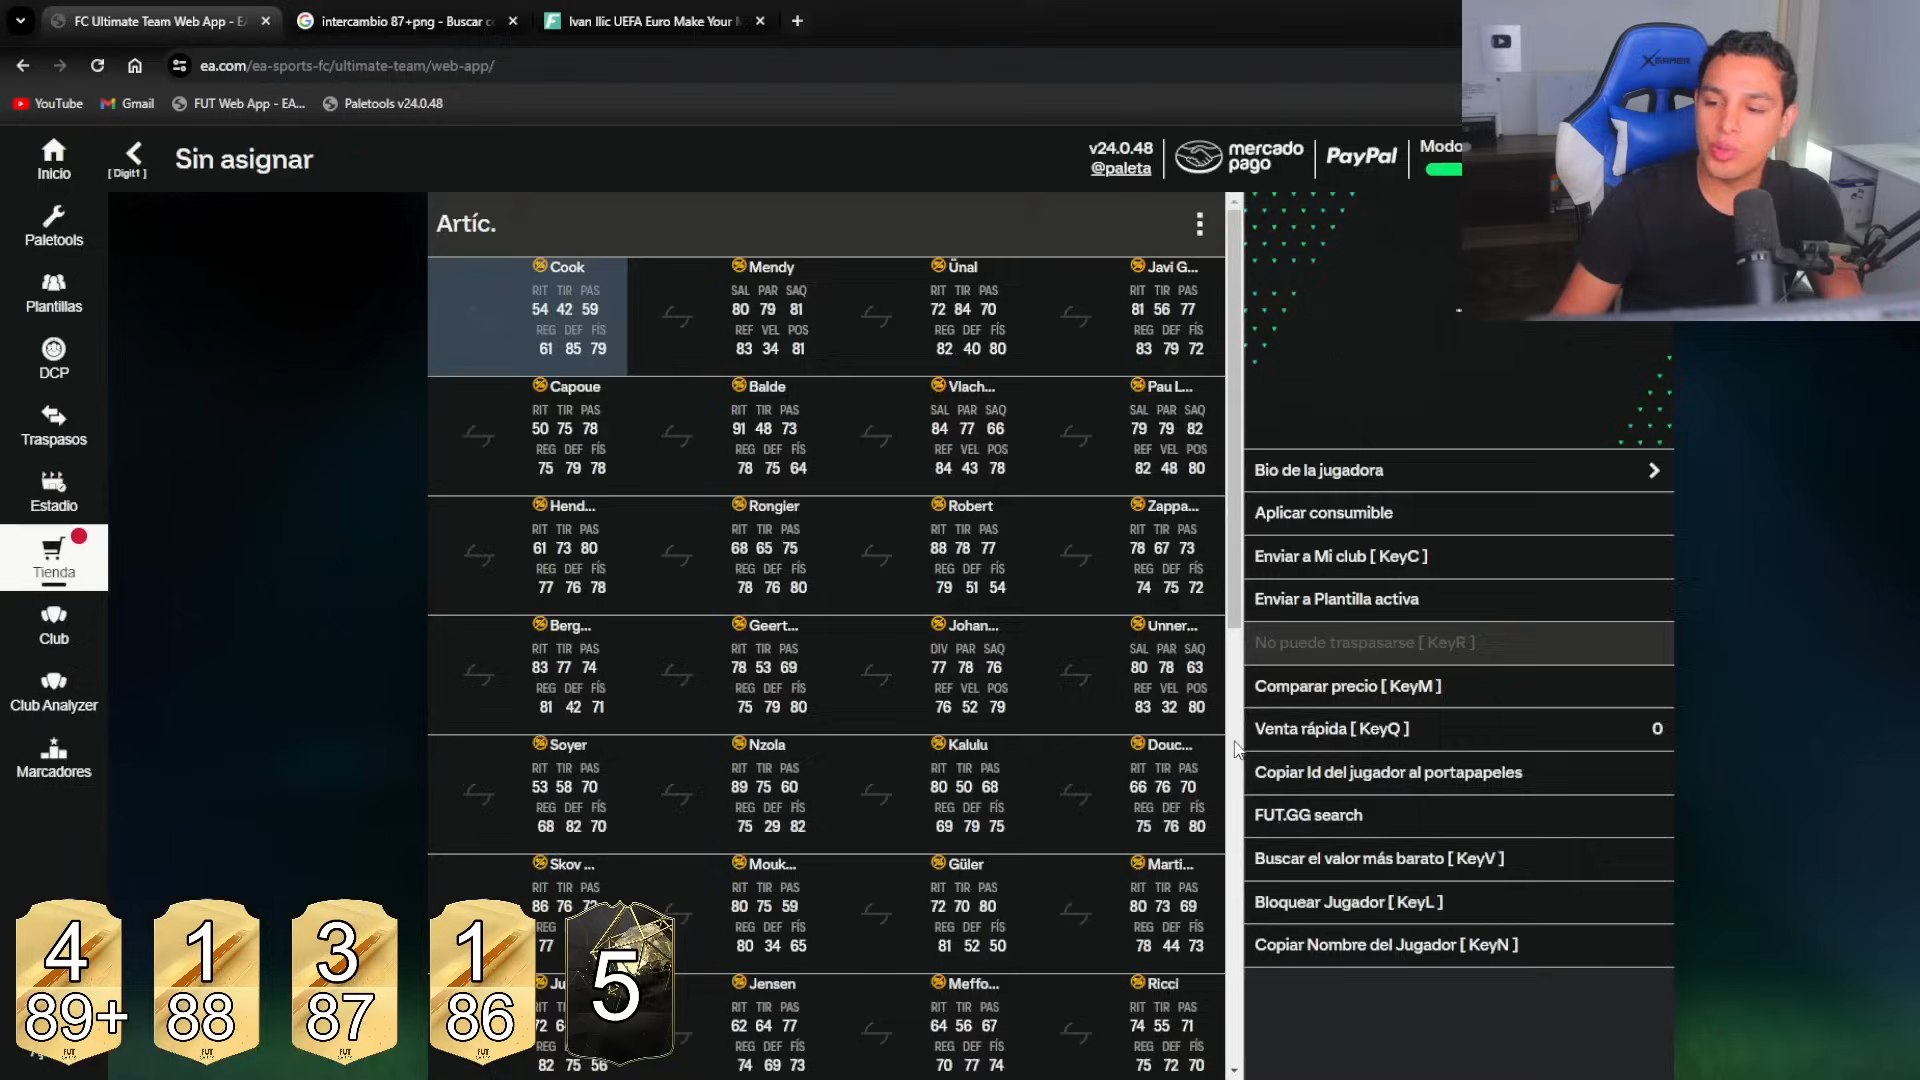 FC Ultimate Team Web App - E
intercambio 87+png - Buscar c
Ivan Ilic UEFA Euro Make Your M
ea.com/ea-sports-fc/ultimate-team/web-app/
YouTube
Gmail
FUT Web App - EA...
Paletools v24.0.48
XGAMER
Inicio
[ Digit1 ]
Sin asignar
v24.0.48
@paleta
mercado
pago
PayPal
Modo
Paletools
Plantillas
DCP
Traspasos
Estadio
Tienda
Club
Club Analyzer
Marcadores
Artíc.
Cook
RIT TIR PAS
54 42 59
REG DEF FÍS
61 85 79
Mendy
SAL PAR SAQ
80 79 81
REF VEL POS
83 34 81
Ünal
RIT TIR PAS
72 84 70
REG DEF FÍS
82 40 80
Javi G...
RIT TIR PAS
81 56 77
REG DEF FÍS
83 79 72
Capoue
RIT TIR PAS
50 75 78
REG DEF FÍS
75 79 78
Balde
RIT TIR PAS
91 48 73
REG DEF FÍS
78 75 64
Vlach...
SAL PAR SAQ
84 77 66
REF VEL POS
84 43 78
Pau L...
SAL PAR SAQ
79 79 82
REF VEL POS
82 48 80
Hend...
RIT TIR PAS
61 73 80
REG DEF FÍS
77 76 78
Rongier
RIT TIR PAS
68 65 75
REG DEF FÍS
78 76 80
Robert
RIT TIR PAS
88 78 77
REG DEF FÍS
79 51 54
Zappa...
RIT TIR PAS
78 67 73
REG DEF FÍS
74 75 72
Berg...
RIT TIR PAS
83 77 74
REG DEF FÍS
81 42 71
Geert...
RIT TIR PAS
78 53 69
REG DEF FÍS
75 79 80
Johan...
DIV PAR SAQ
77 78 76
REF VEL POS
76 52 79
Unner...
SAL PAR SAQ
80 78 63
REF VEL POS
83 32 80
Soyer
RIT TIR PAS
53 58 70
REG DEF FÍS
68 82 70
Nzola
RIT TIR PAS
89 75 60
REG DEF FÍS
75 29 82
Kalulu
RIT TIR PAS
80 50 68
REG DEF FÍS
69 79 75
Douc...
RIT TIR PAS
66 76 70
REG DEF FÍS
75 76 80
Skov ...
RIT TIR PAS
86 76
REG
77
Mouk...
RIT TIR PAS
80 75 59
REG DEF FÍS
80 34 65
Güler
RIT TIR PAS
72 70 80
REG DEF FÍS
81 52 50
Marti...
RIT TIR PAS
80 73 69
REG DEF FÍS
78 44 73
Ju
72
REG
82 75 56
Jensen
RIT TIR PAS
62 64 77
REG DEF FÍS
74 69 73
Meffo...
RIT TIR PAS
64 56 67
REG DEF FÍS
70 77 74
Ricci
RIT TIR PAS
74 55 71
REG DEF FÍS
75 72 70
Bio de la jugadora
Aplicar consumible
Enviar a Mi club [ KeyC ]
Enviar a Plantilla activa
No puede traspasarse [ KeyR ]
Comparar precio [ KeyM ]
Venta rápida [ KeyQ ] 0
Copiar Id del jugador al portapapeles
FUT.GG search
Buscar el valor más barato [ KeyV ]
Bloquear Jugador [ KeyL ]
Copiar Nombre del Jugador [ KeyN ]
4
89+
1
88
3
87
1
86
5